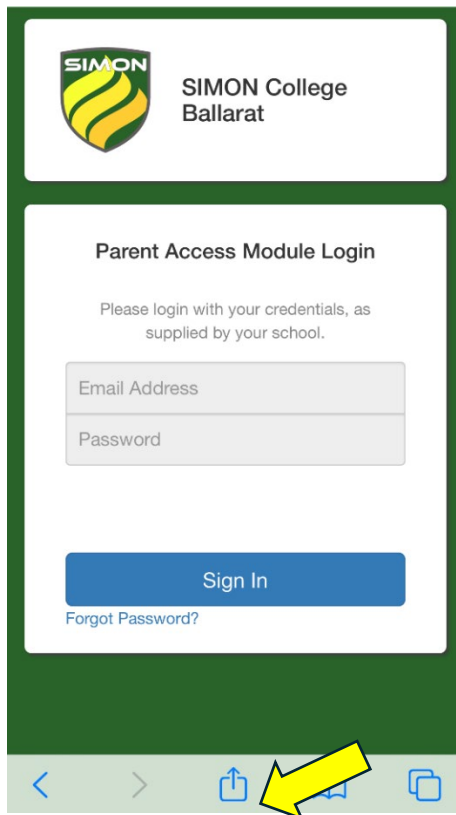 SIMON
SIMON College
Ballarat
Parent Access Module Login
Please login with your credentials, as
supplied by your school.
Email Address
Password
Sign In
Forgot Password?